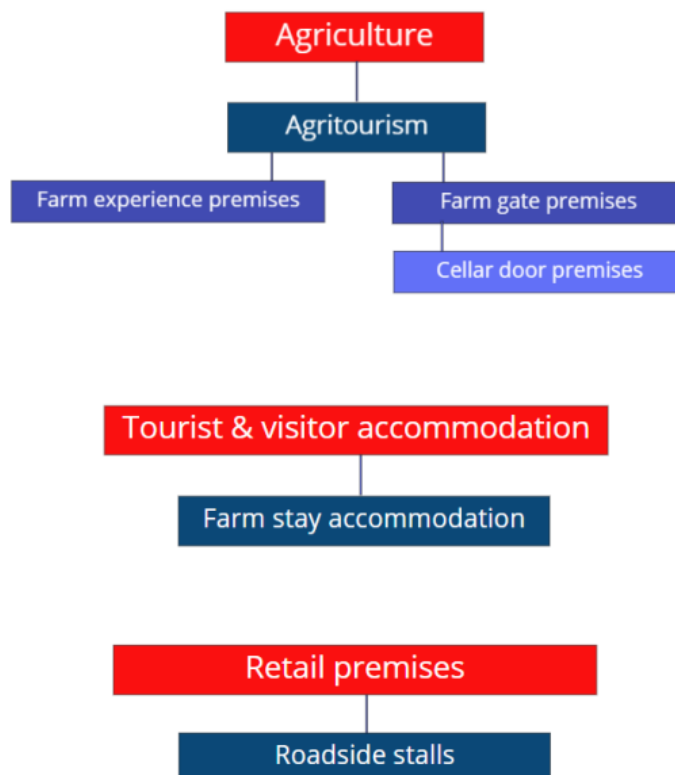 Agriculture
Agritourism
Farm experience premises
Farm gate premises
Cellar door premises
Tourist & visitor accommodation
Farm stay accommodation
Retail premises
Roadside stalls